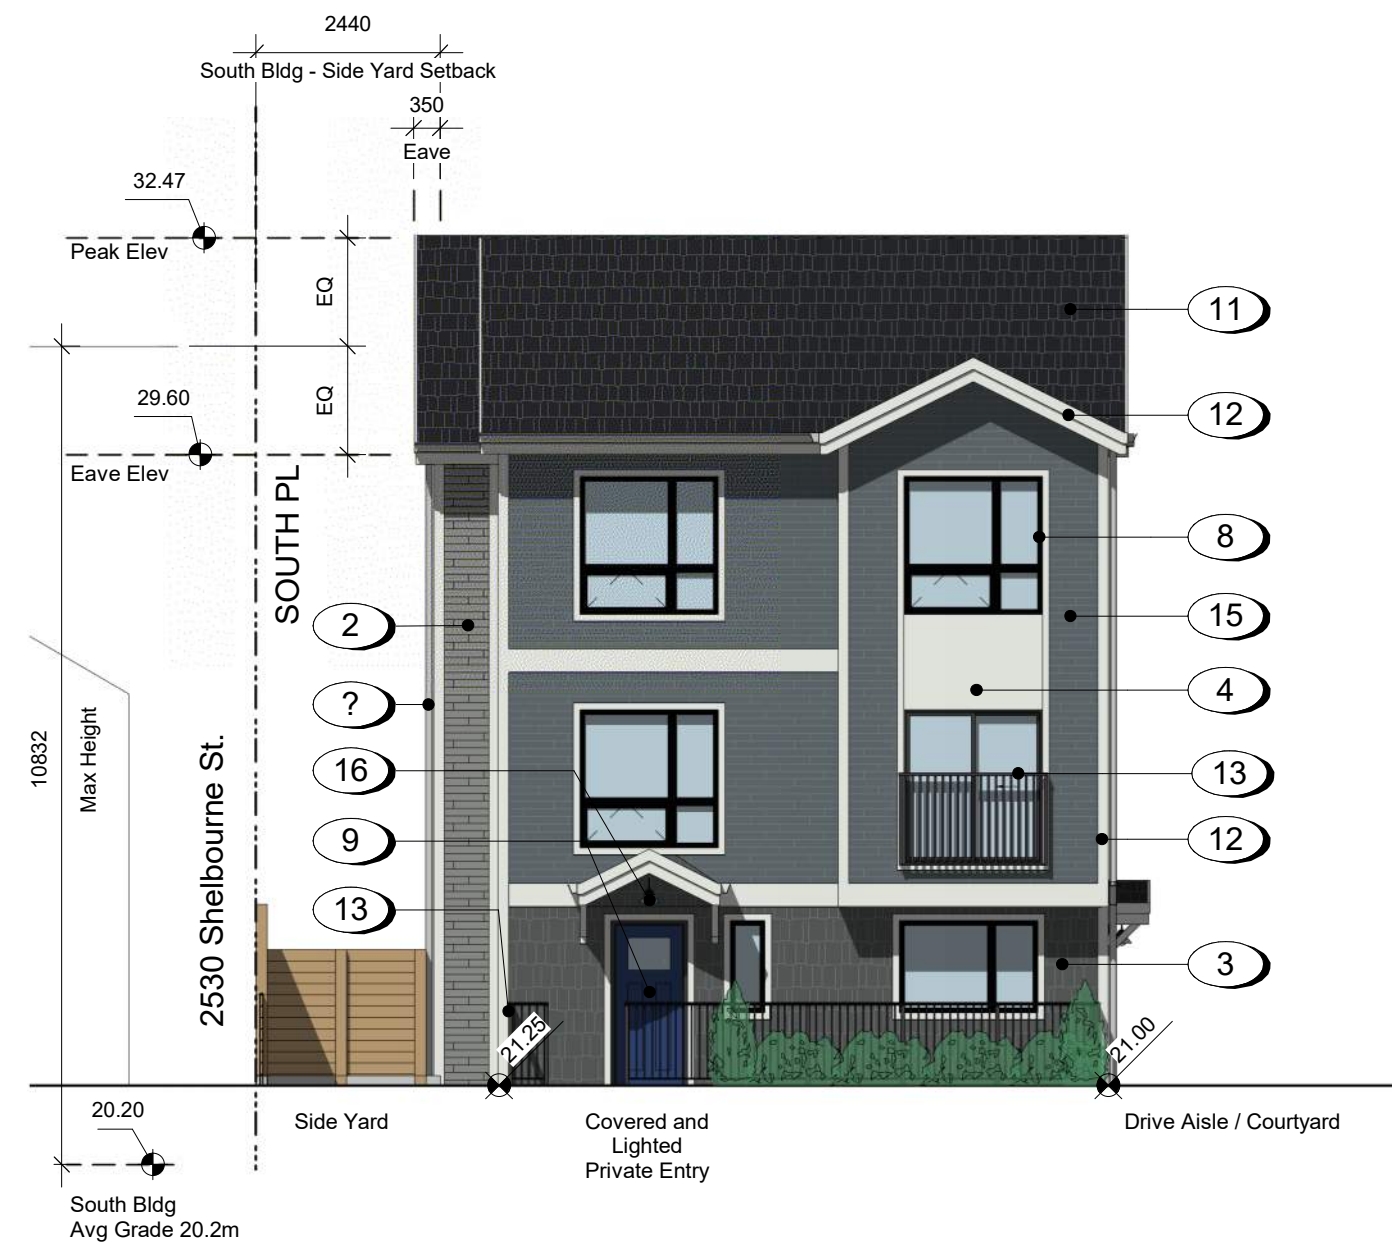 2440
South Bldg - Side Yard Setback
350
Eave
32.47
Peak Elev
EQ
11
29.60
EQ
12
Eave Elev
SOUTH PL
8
2
15
?
4
10832
Max Height
2530 Shelbourne St.
16
13
9
12
13
3
21.25
21.00
20.20
Side Yard
Covered and
Lighted
Private Entry
Drive Aisle / Courtyard
South Bldg
Avg Grade 20.2m